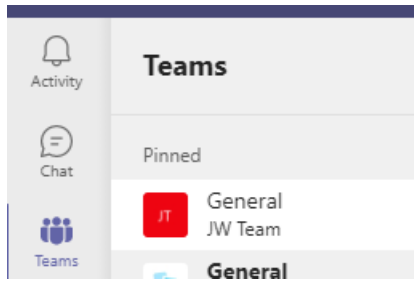 Activity
Teams
Chat
Pinned
JT
General
JW Team
Teams
General